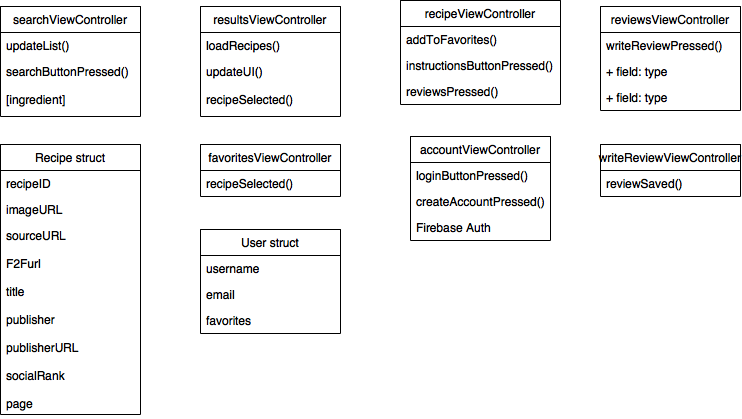 searchViewController
updateList()
searchButtonPressed()
[ingredient]
resultsViewController
loadRecipes()
updateUI()
recipeSelected()
recipeViewController
addToFavorites()
instructionsButtonPressed()
reviewsPressed()
reviewsViewController
writeReviewPressed()
+ field: type
+ field: type
Recipe struct
recipeID
imageURL
sourceURL
F2Furl
title
publisher
publisherURL
socialRank
page
favoritesViewController
recipeSelected()
User struct
username
email
favorites
accountViewController
loginButtonPressed()
createAccountPressed()
Firebase Auth
writeReviewViewController
reviewSaved()